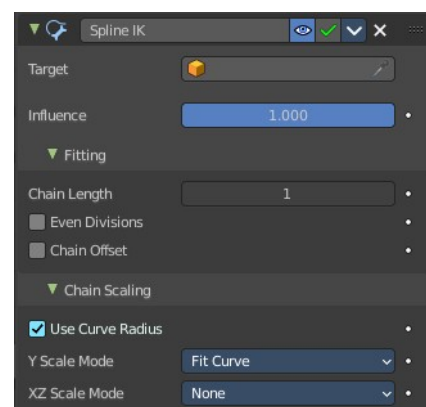 Spline IK
Target
Influence 1.000
Fitting
Chain Length 1
Even Divisions
Chain Offset
Chain Scaling
Use Curve Radius
Y Scale Mode Fit Curve
XZ Scale Mode None